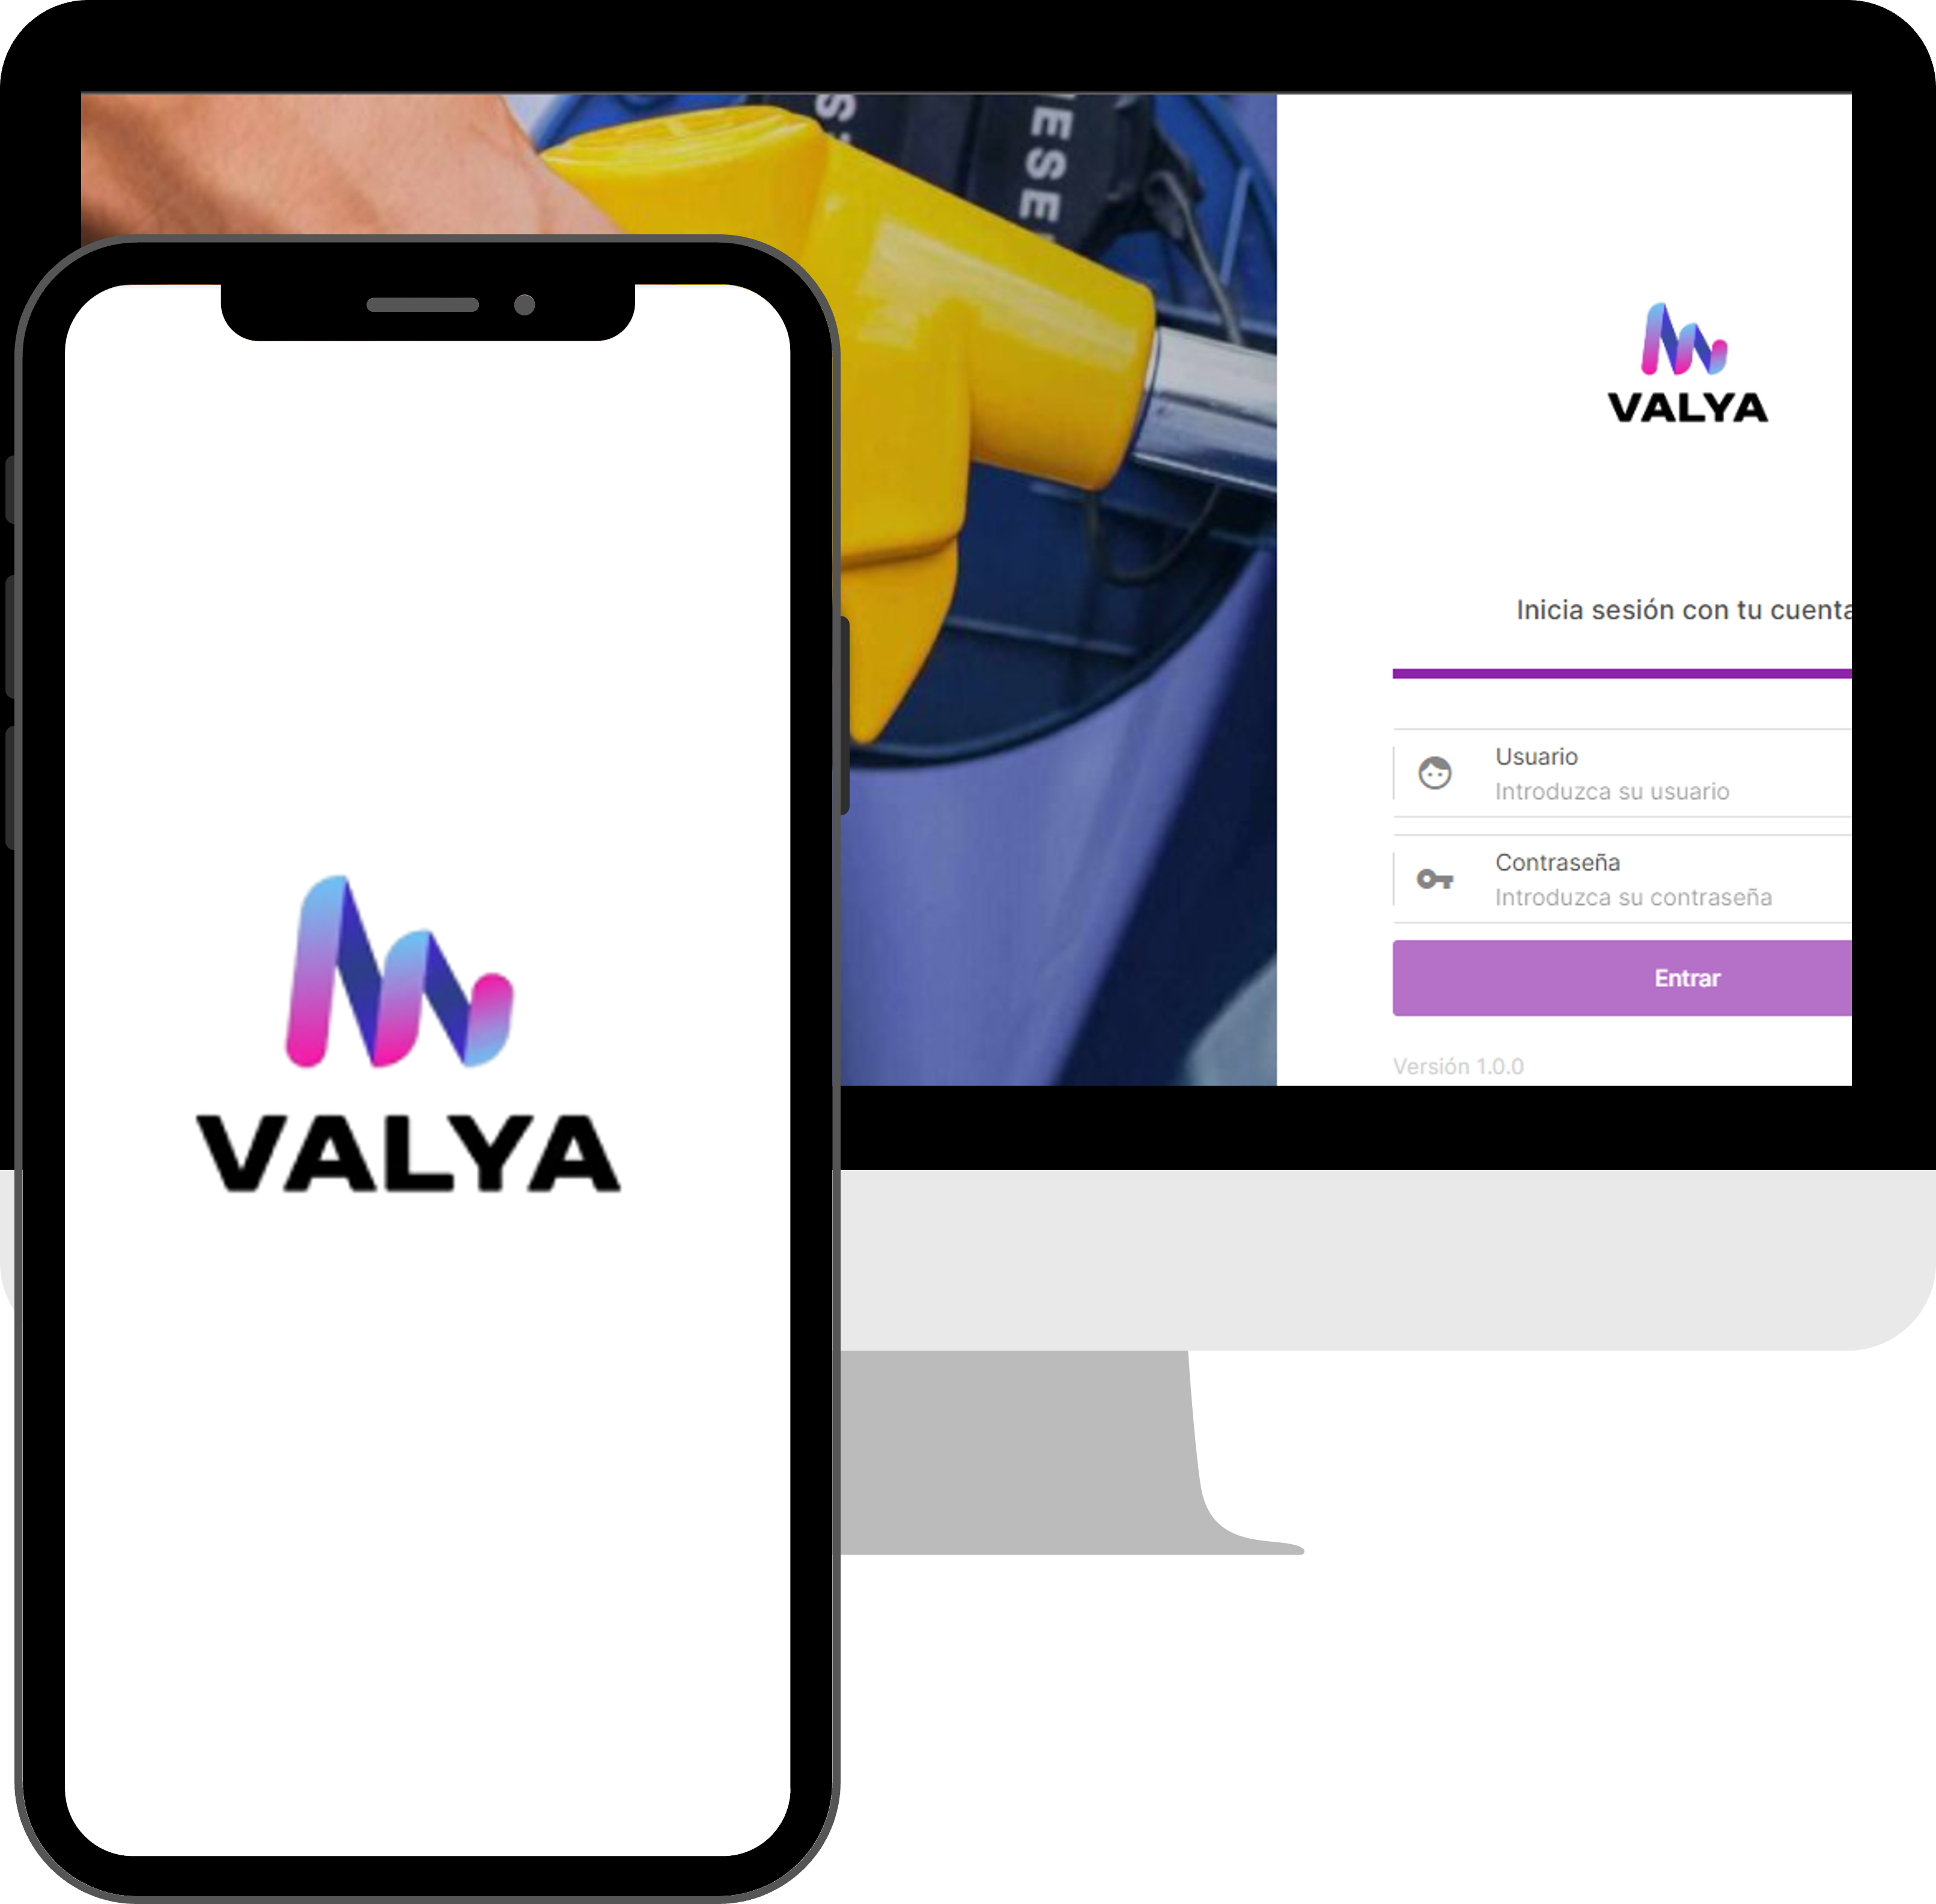 VALYA
Inicia sesión con tu cuenta
Usuario
Introduzca su usuario
Contraseña
Introduzca su contraseña
Entrar
Versión 1.0.0
VALYA